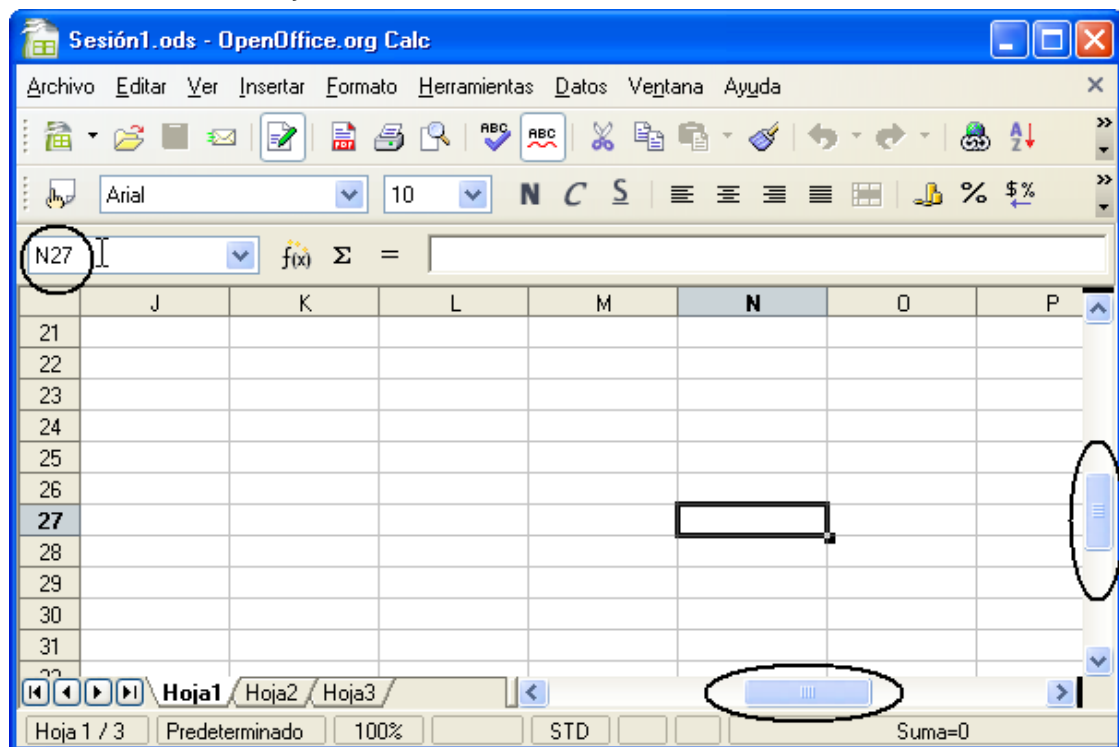 Sesión1.ods - OpenOffice.org Calc
Archivo Editar Ver Insertar Formato Herramientas Datos Ventana Ayuda
Arial 10 N C S % $%
N27 f(x) Σ =
J K L M N O P
21
22
23
24
25
26
27
28
29
30
31
Hoja1 Hoja2 Hoja3
Hoja 1 / 3 Predeterminado 100% STD Suma=0